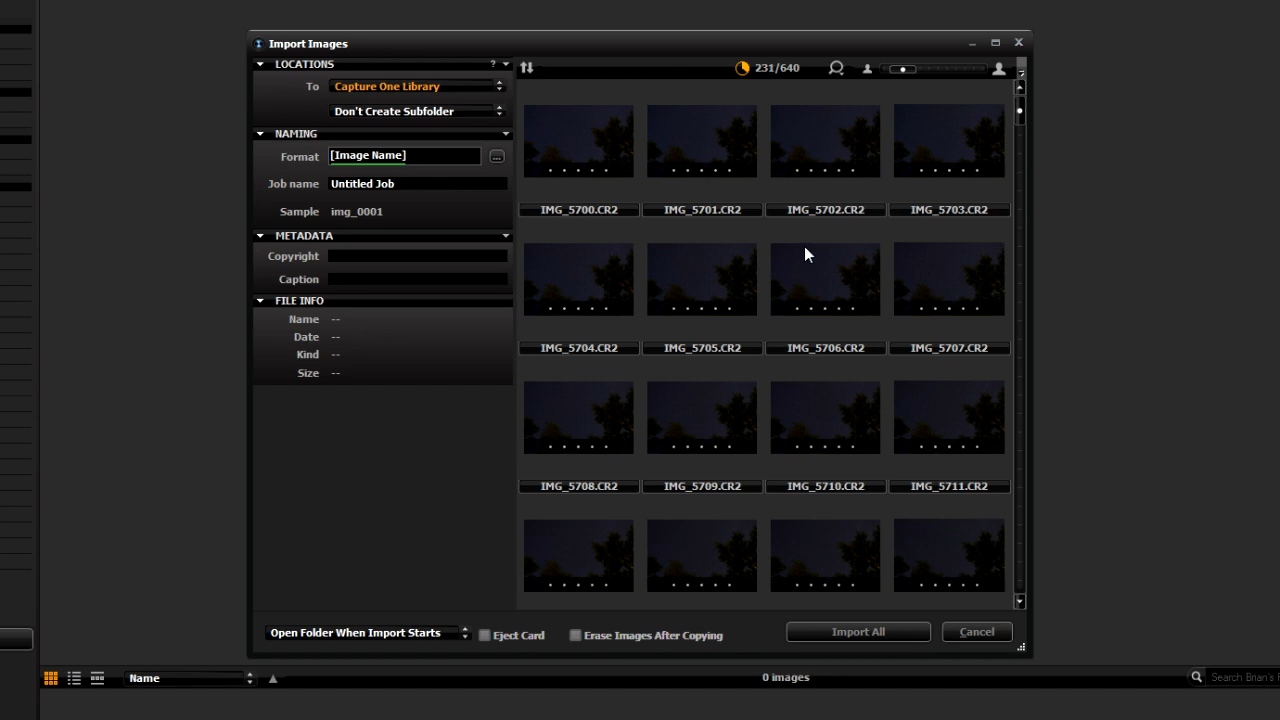 Import Images
LOCATIONS ?
To Capture One Library
Don't Create Subfolder
NAMING
Format [Image Name] ...
Job name Untitled Job
Sample img_0001
METADATA
Copyright
Caption
FILE INFO
Name --
Date --
Kind --
Size --
231/640
IMG_5700.CR2 IMG_5701.CR2 IMG_5702.CR2 IMG_5703.CR2
IMG_5704.CR2 IMG_5705.CR2 IMG_5706.CR2 IMG_5707.CR2
IMG_5708.CR2 IMG_5709.CR2 IMG_5710.CR2 IMG_5711.CR2
Open Folder When Import Starts Eject Card Erase Images After Copying Import All Cancel
Name 0 images Search Brian's